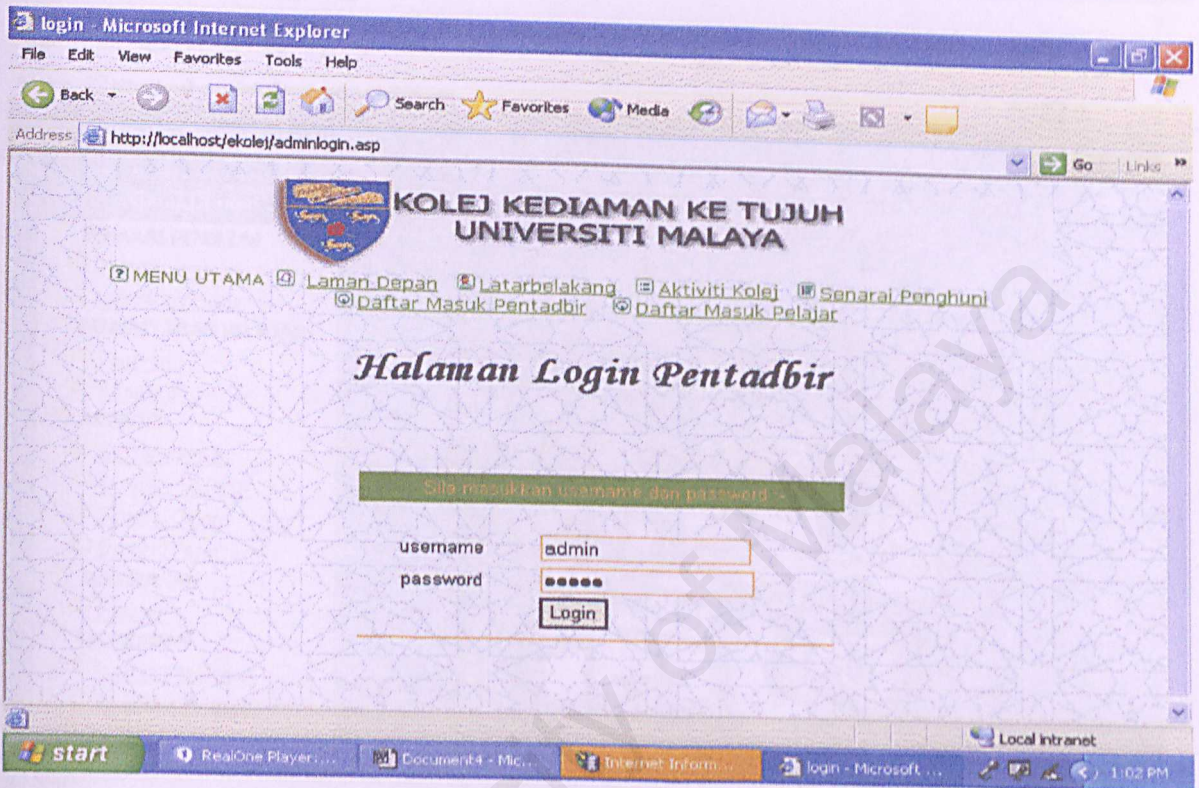 login - Microsoft Internet Explorer
File Edit View Favorites Tools Help
Back Search Favorites Media
Address http://localhost/ekolej/adminlogin.asp Go Links »
KOLEJ KEDIAMAN KE TUJUH
UNIVERSITI MALAYA
MENU UTAMA Laman Depan Latarbelakang Aktiviti Kolej Senarai Penghuni
Daftar Masuk Pentadbir Daftar Masuk Pelajar
Halaman Login Pentadbir
Sila masukkan username dan password :-
username admin
password •••••
Login
Local intranet
start RealOne Player: ... Document4 - Mic... Internet Inform... login - Microsoft ... 1:02 PM
University of Malaya